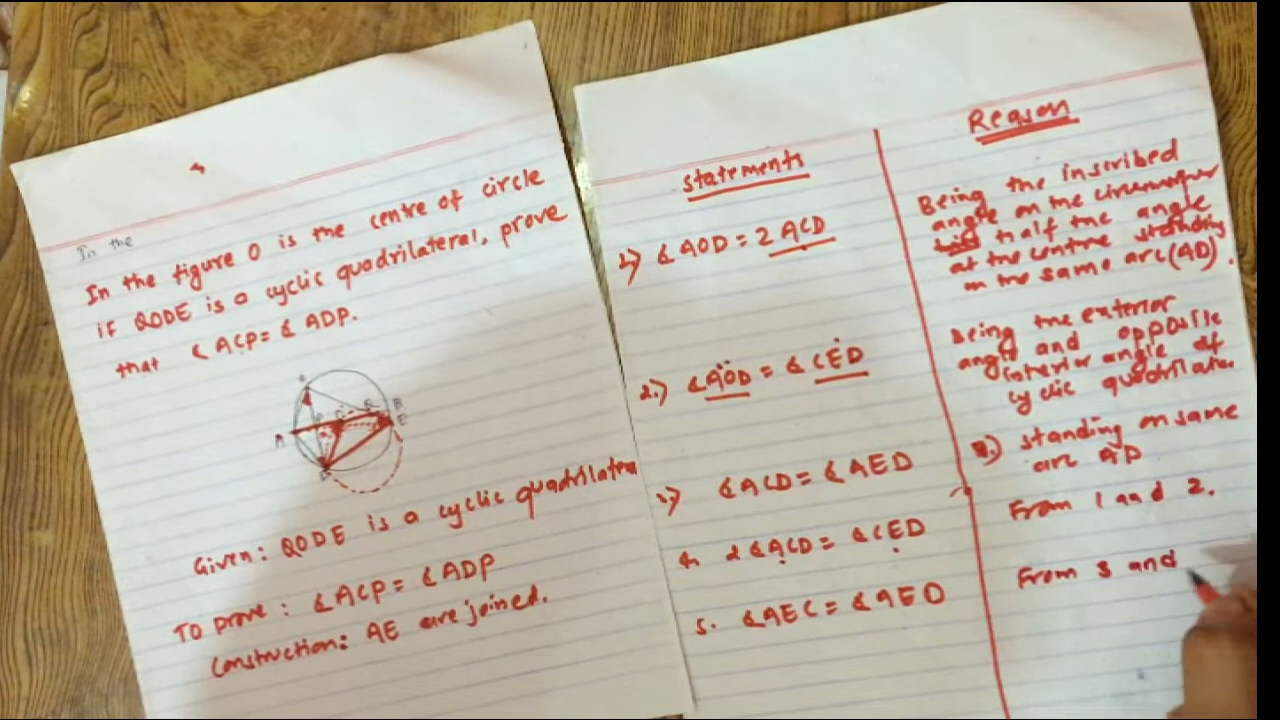 In the
In the figure O is the centre of circle
if QODE is a cyclic quadrilateral, prove
that ∠ACP = ∠ADP.
A
B
E
Given: QODE is a cyclic quadrilateral
To prove: ∠ACP = ∠ADP
Construction: AE are joined.
statements
1.) ∠AOD = 2 ACD
2.) ∠AOD = ∠CED
3.) ∠ACD = ∠AED
4. 2∠ACD = ∠CED
5. ∠AEC = ∠AED
Reason
Being the inscribed
angle on the
half the angle
at the centre standing
on the same arc (AD).
Being the exterior
angle and opposite
interior angle of
cyclic
3.) standing on same
arc AD
From 1 and 2.
From 3 and